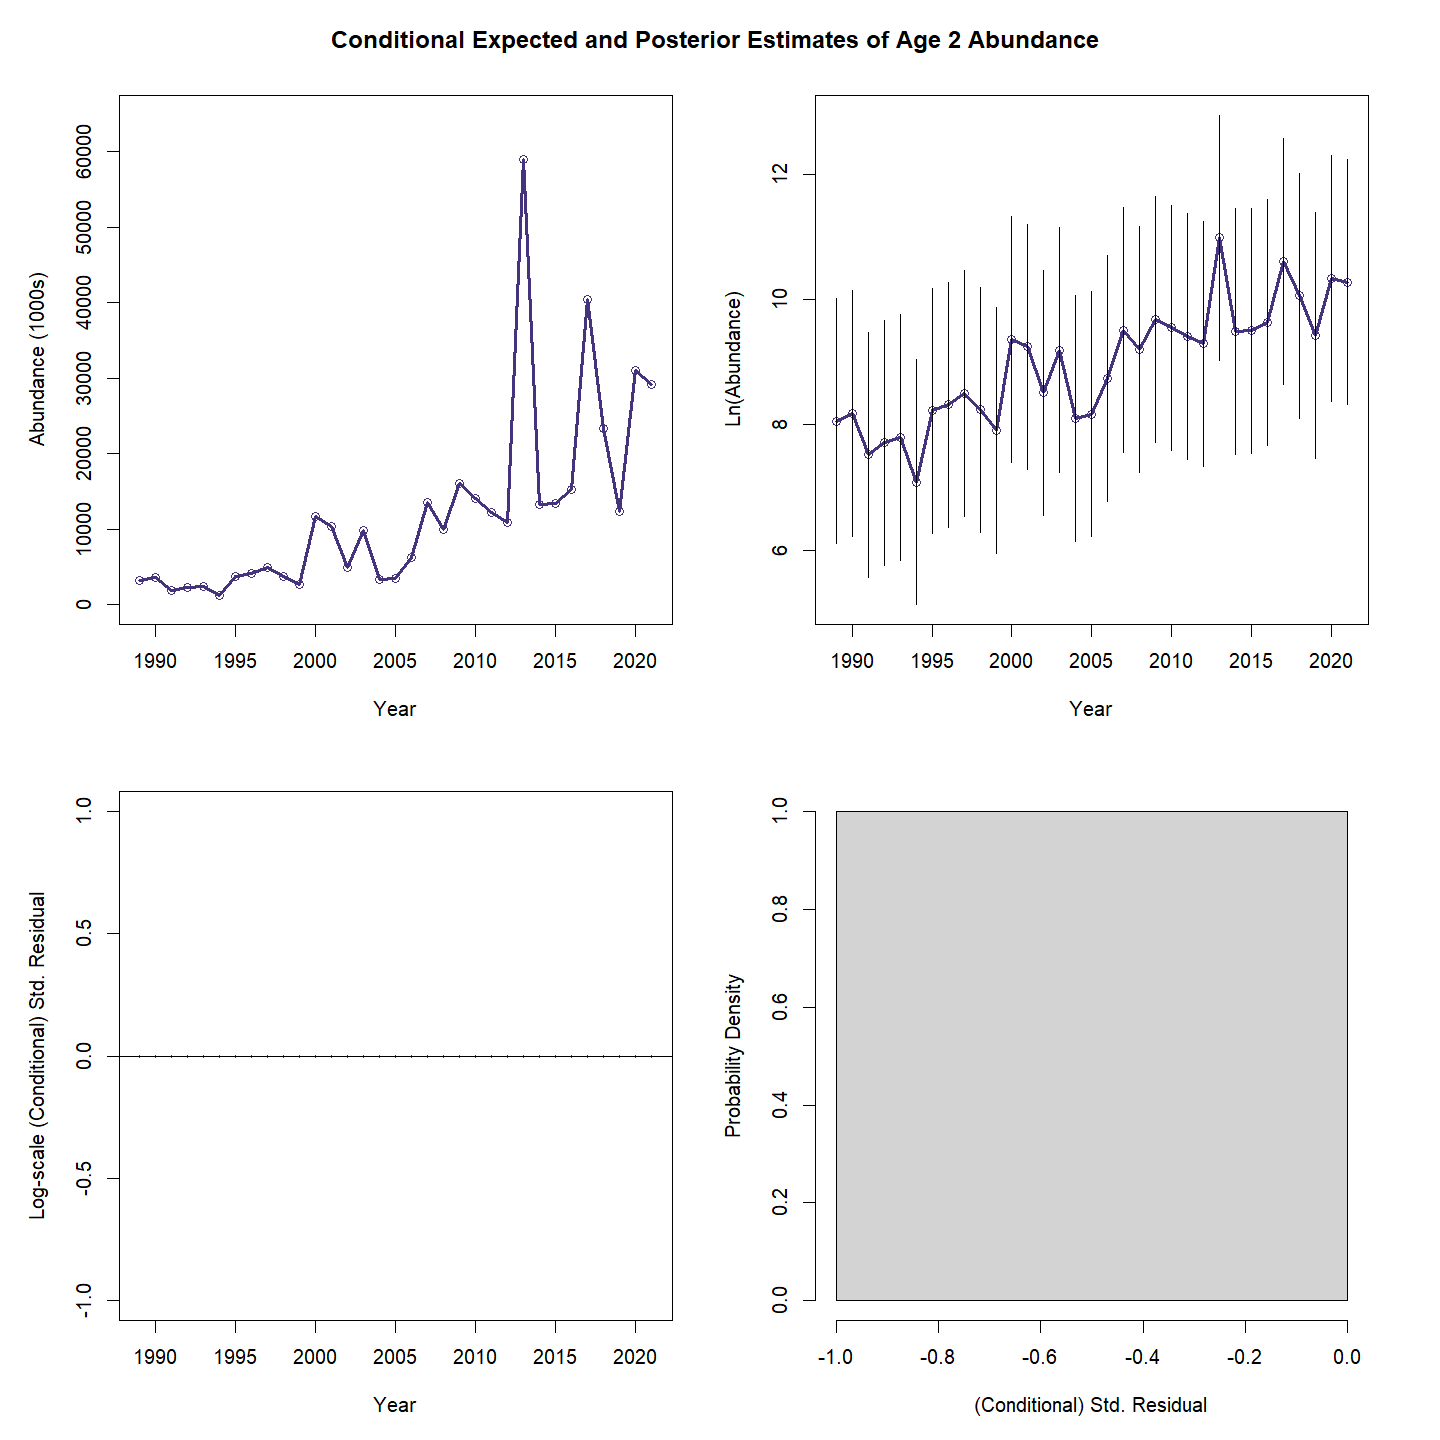 Conditional Expected and Posterior Estimates of Age 2 Abundance
Abundance (1000s)
60000
50000
40000
30000
20000
10000
0
1990 1995 2000 2005 2010 2015 2020
Year
Ln(Abundance)
12
10
8
6
1990 1995 2000 2005 2010 2015 2020
Year
Log-scale (Conditional) Std. Residual
1.0
0.5
0.0
-0.5
-1.0
1990 1995 2000 2005 2010 2015 2020
Year
Probability Density
1.0
0.8
0.6
0.4
0.2
0.0
-1.0 -0.8 -0.6 -0.4 -0.2 0.0
(Conditional) Std. Residual